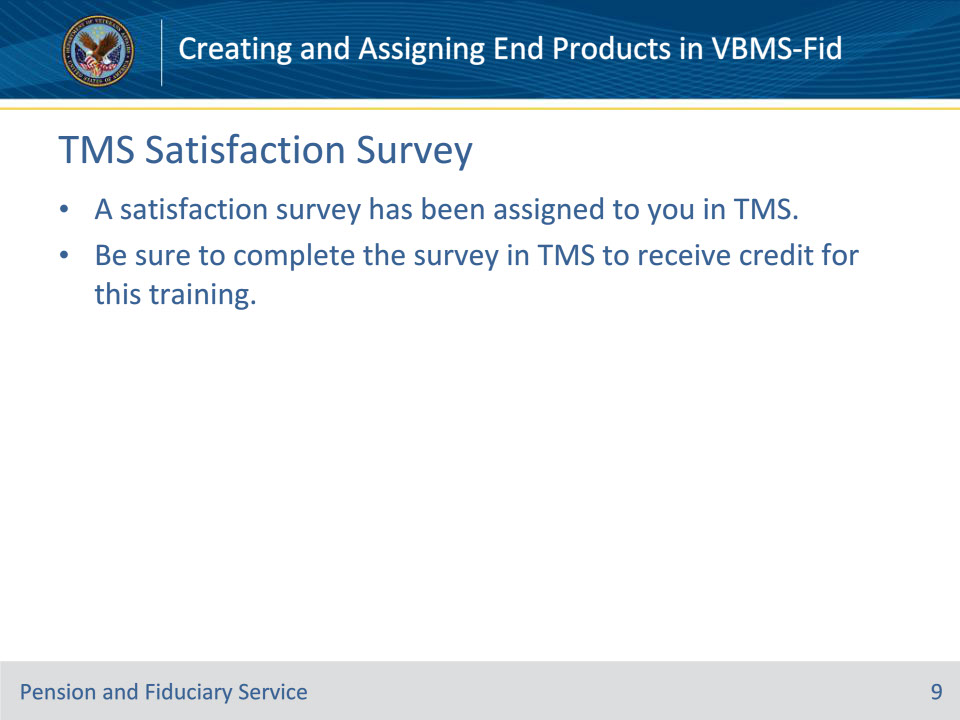 Creating and Assigning End Products in VBMS-Fid
TMS Satisfaction Survey
• A satisfaction survey has been assigned to you in TMS.
• Be sure to complete the survey in TMS to receive credit for
this training.
Pension and Fiduciary Service
9